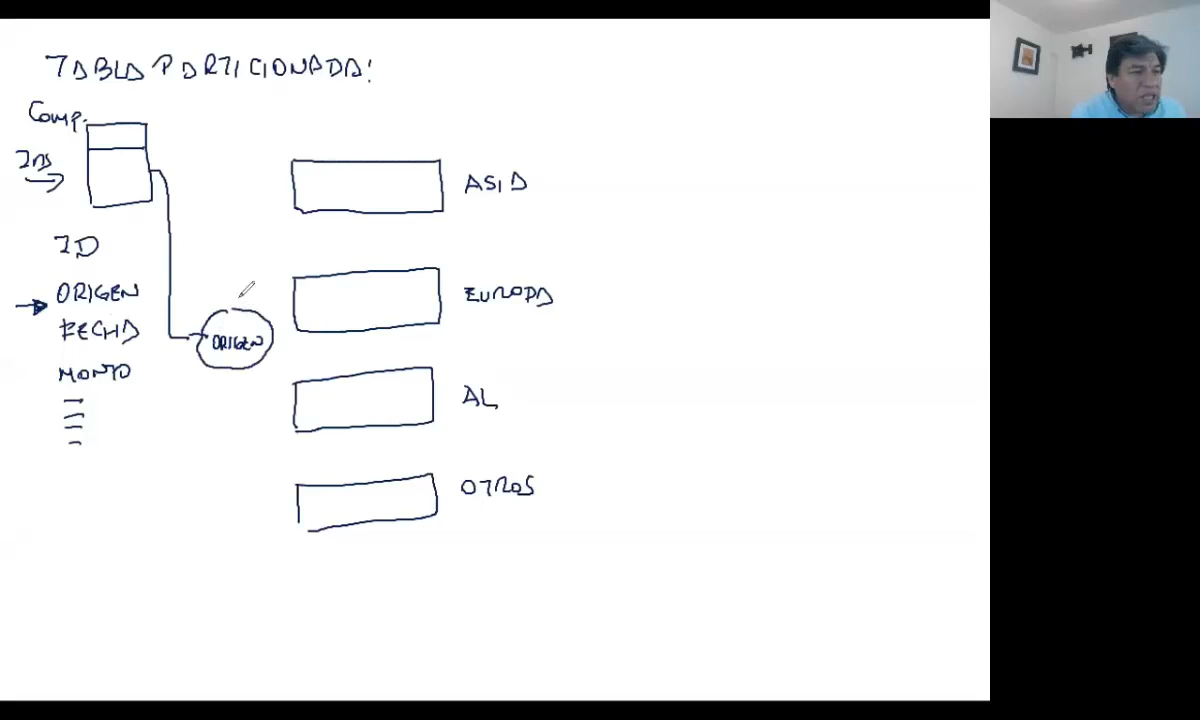 TABLA PARTICIONADA:
Comp.
Ins
ID
ORIGEN
FECHA
MONTO
ORIGEN
ASIA
EUROPA
AL
OTROS